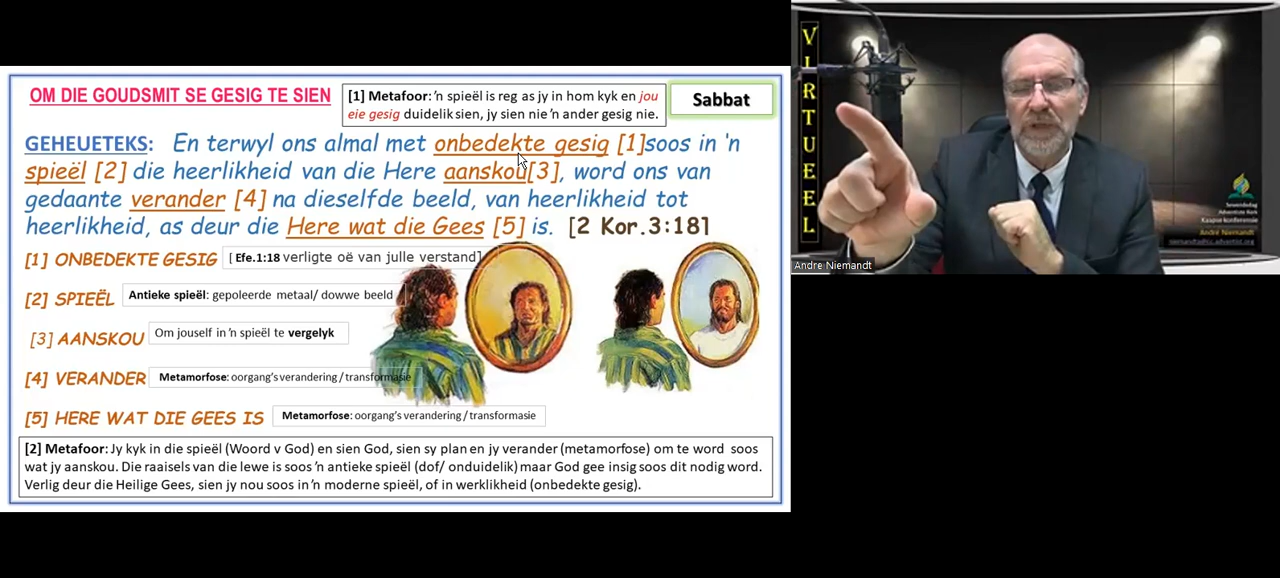 OM DIE GOUDSMIT SE GESIG TE SIEN
[1] Metafoor: 'n spieël is reg as jy in hom kyk en jou
eie gesig duidelik sien, jy sien nie 'n ander gesig nie.
Sabbat
GEHEUETEKS: En terwyl ons almal met onbedekte gesig [1]soos in 'n
spieël [2] die heerlikheid van die Here aanskou[3], word ons van
gedaante verander [4] na dieselfde beeld, van heerlikheid tot
heerlikheid, as deur die Here wat die Gees [5] is. [2 Kor.3:18]
[1] ONBEDEKTE GESIG [ Efe.1:18 verligte oë van julle verstand]
[2] SPIEËL Antieke spieël: gepoleerde metaal/ dowwe beeld
[3] AANSKOU Om jouself in 'n spieël te vergelyk
[4] VERANDER Metamorfose: oorgang's verandering / transformasie
[5] HERE WAT DIE GEES IS Metamorfose: oorgang's verandering / transformasie
[2] Metafoor: Jy kyk in die spieël (Woord v God) en sien God, sien sy plan en jy verander (metamorfose) om te word soos
wat jy aanskou. Die raaisels van die lewe is soos 'n antieke spieël (dof/ onduidelik) maar God gee insig soos dit nodig word.
Verlig deur die Heilige Gees, sien jy nou soos in 'n moderne spieël, of in werklikheid (onbedekte gesig).
VIRTUEEL
Sewendedag
Adventiste Kerk
Kaapse Konferensie
Andre Niemandt
Andre Niemandt